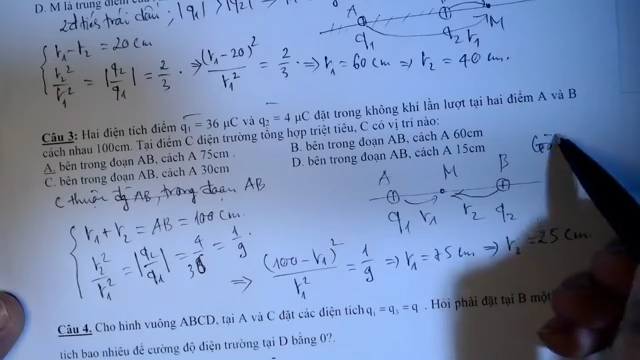 D. M là trung điểm của
2đ tiếs trái dấu; |q₁| > |q₂|
A M
q₁ q₂ r₁
r₁ - r₂ = 20 cm
r₂²/r₁² = |q₂/q₁| = 2/3 · ⇒ (r₁ - 20)²/r₁² = 2/3 · ⇒ r₁ = 60 cm ⇒ r₂ = 40 cm.
Câu 3: Hai điện tích điểm q₁ = 36 μC và q₂ = 4 μC đặt trong không khí lần lượt tại hai điểm A và B
cách nhau 100cm. Tại điểm C điện trường tổng hợp triệt tiêu, C có vị trí nào:
A. bên trong đoạn AB, cách A 75cm. B. bên trong đoạn AB, cách A 60cm
C. bên trong đoạn AB, cách A 30cm D. bên trong đoạn AB, cách A 15cm
C thuộc đg AB, trong đoạn AB
A M B
q₁ r₁ r₂ q₂
r₁ + r₂ = AB = 100 cm.
r₂²/r₁² = |q₂/q₁| = 4/36 = 1/9.
⇒ (100 - r₁)²/r₁² = 1/9 ⇒ r₁ = 75 cm ⇒ r₂ = 25 cm.
Câu 4. Cho hình vuông ABCD, tại A và C đặt các điện tích q₁ = q₃ = q . Hỏi phải đặt tại B một
tích bao nhiêu để cường độ điện trường tại D bằng 0?.